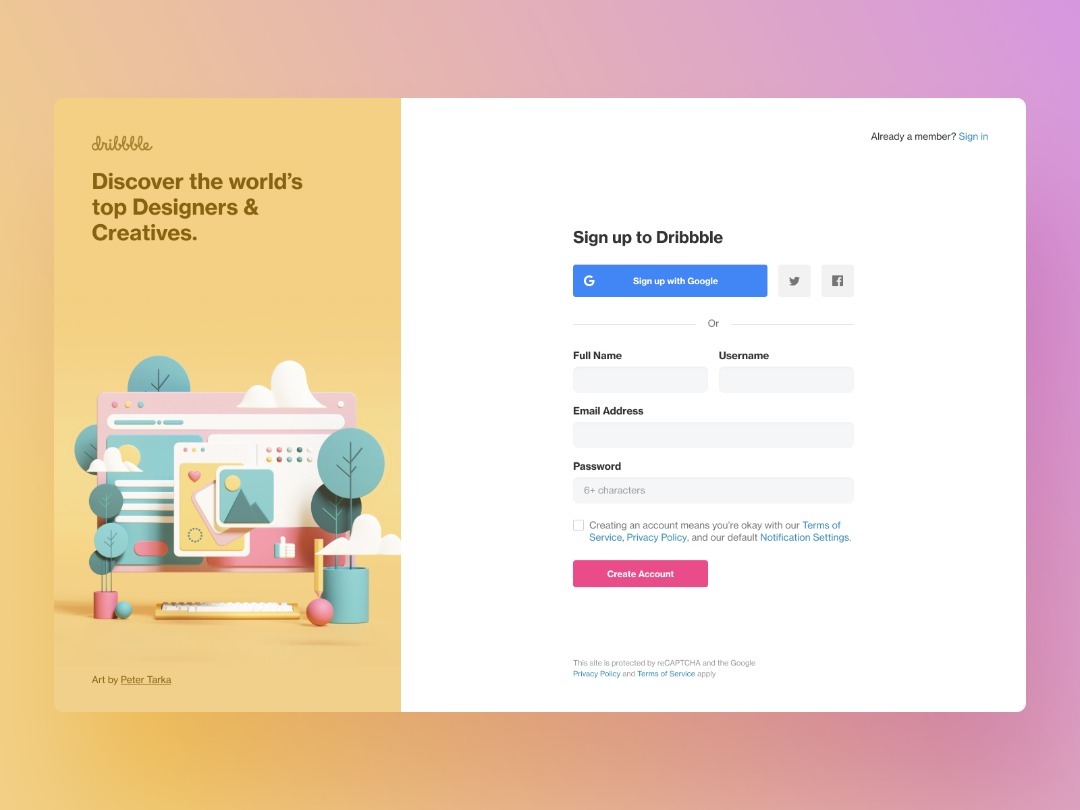 dribbble
Discover the world's
top Designers &
Creatives.
Art by Peter Tarka
Already a member? Sign in
Sign up to Dribbble
G Sign up with Google
Or
Full Name Username
Email Address
Password
6+ characters
Creating an account means you're okay with our Terms of
Service, Privacy Policy, and our default Notification Settings.
Create Account
This site is protected by reCAPTCHA and the Google
Privacy Policy and Terms of Service apply